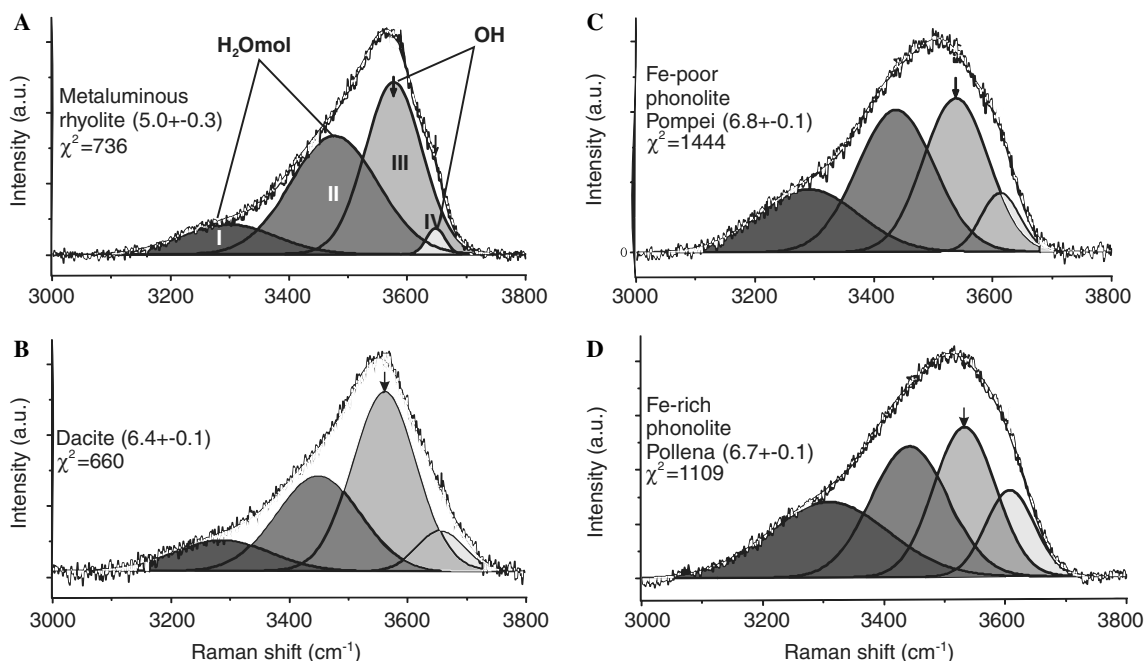 A
H₂Omol
OH
Metaluminous
rhyolite (5.0+-0.3)
χ²=736
I
II
III
IV
Intensity (a.u.)
3000 3200 3400 3600 3800
B
Dacite (6.4+-0.1)
χ²=660
Intensity (a.u.)
3000 3200 3400 3600 3800
Raman shift (cm⁻¹)
C
Fe-poor
phonolite
Pompei (6.8+-0.1)
χ²=1444
Intensity (a.u.)
0
3000 3200 3400 3600 3800
D
Fe-rich
phonolite
Pollena (6.7+-0.1)
χ²=1109
Intensity (a.u.)
3000 3200 3400 3600 3800
Raman shift (cm⁻¹)